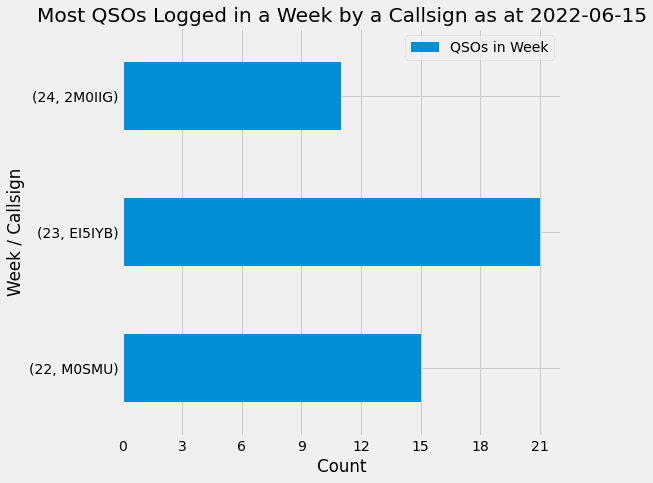 Most QSOs Logged in a Week by a Callsign as at 2022-06-15
QSOs in Week
(24, 2M0IIG)
(23, EI5IYB)
(22, M0SMU)
Week / Callsign
0 3 6 9 12 15 18 21
Count